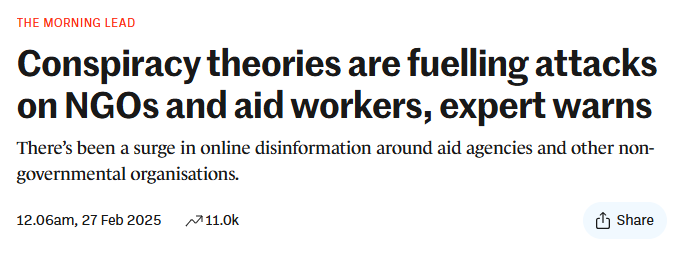 THE MORNING LEAD
Conspiracy theories are fuelling attacks
on NGOs and aid workers, expert warns
There's been a surge in online disinformation around aid agencies and other non-
governmental organisations.
12.06am, 27 Feb 2025 11.0k Share